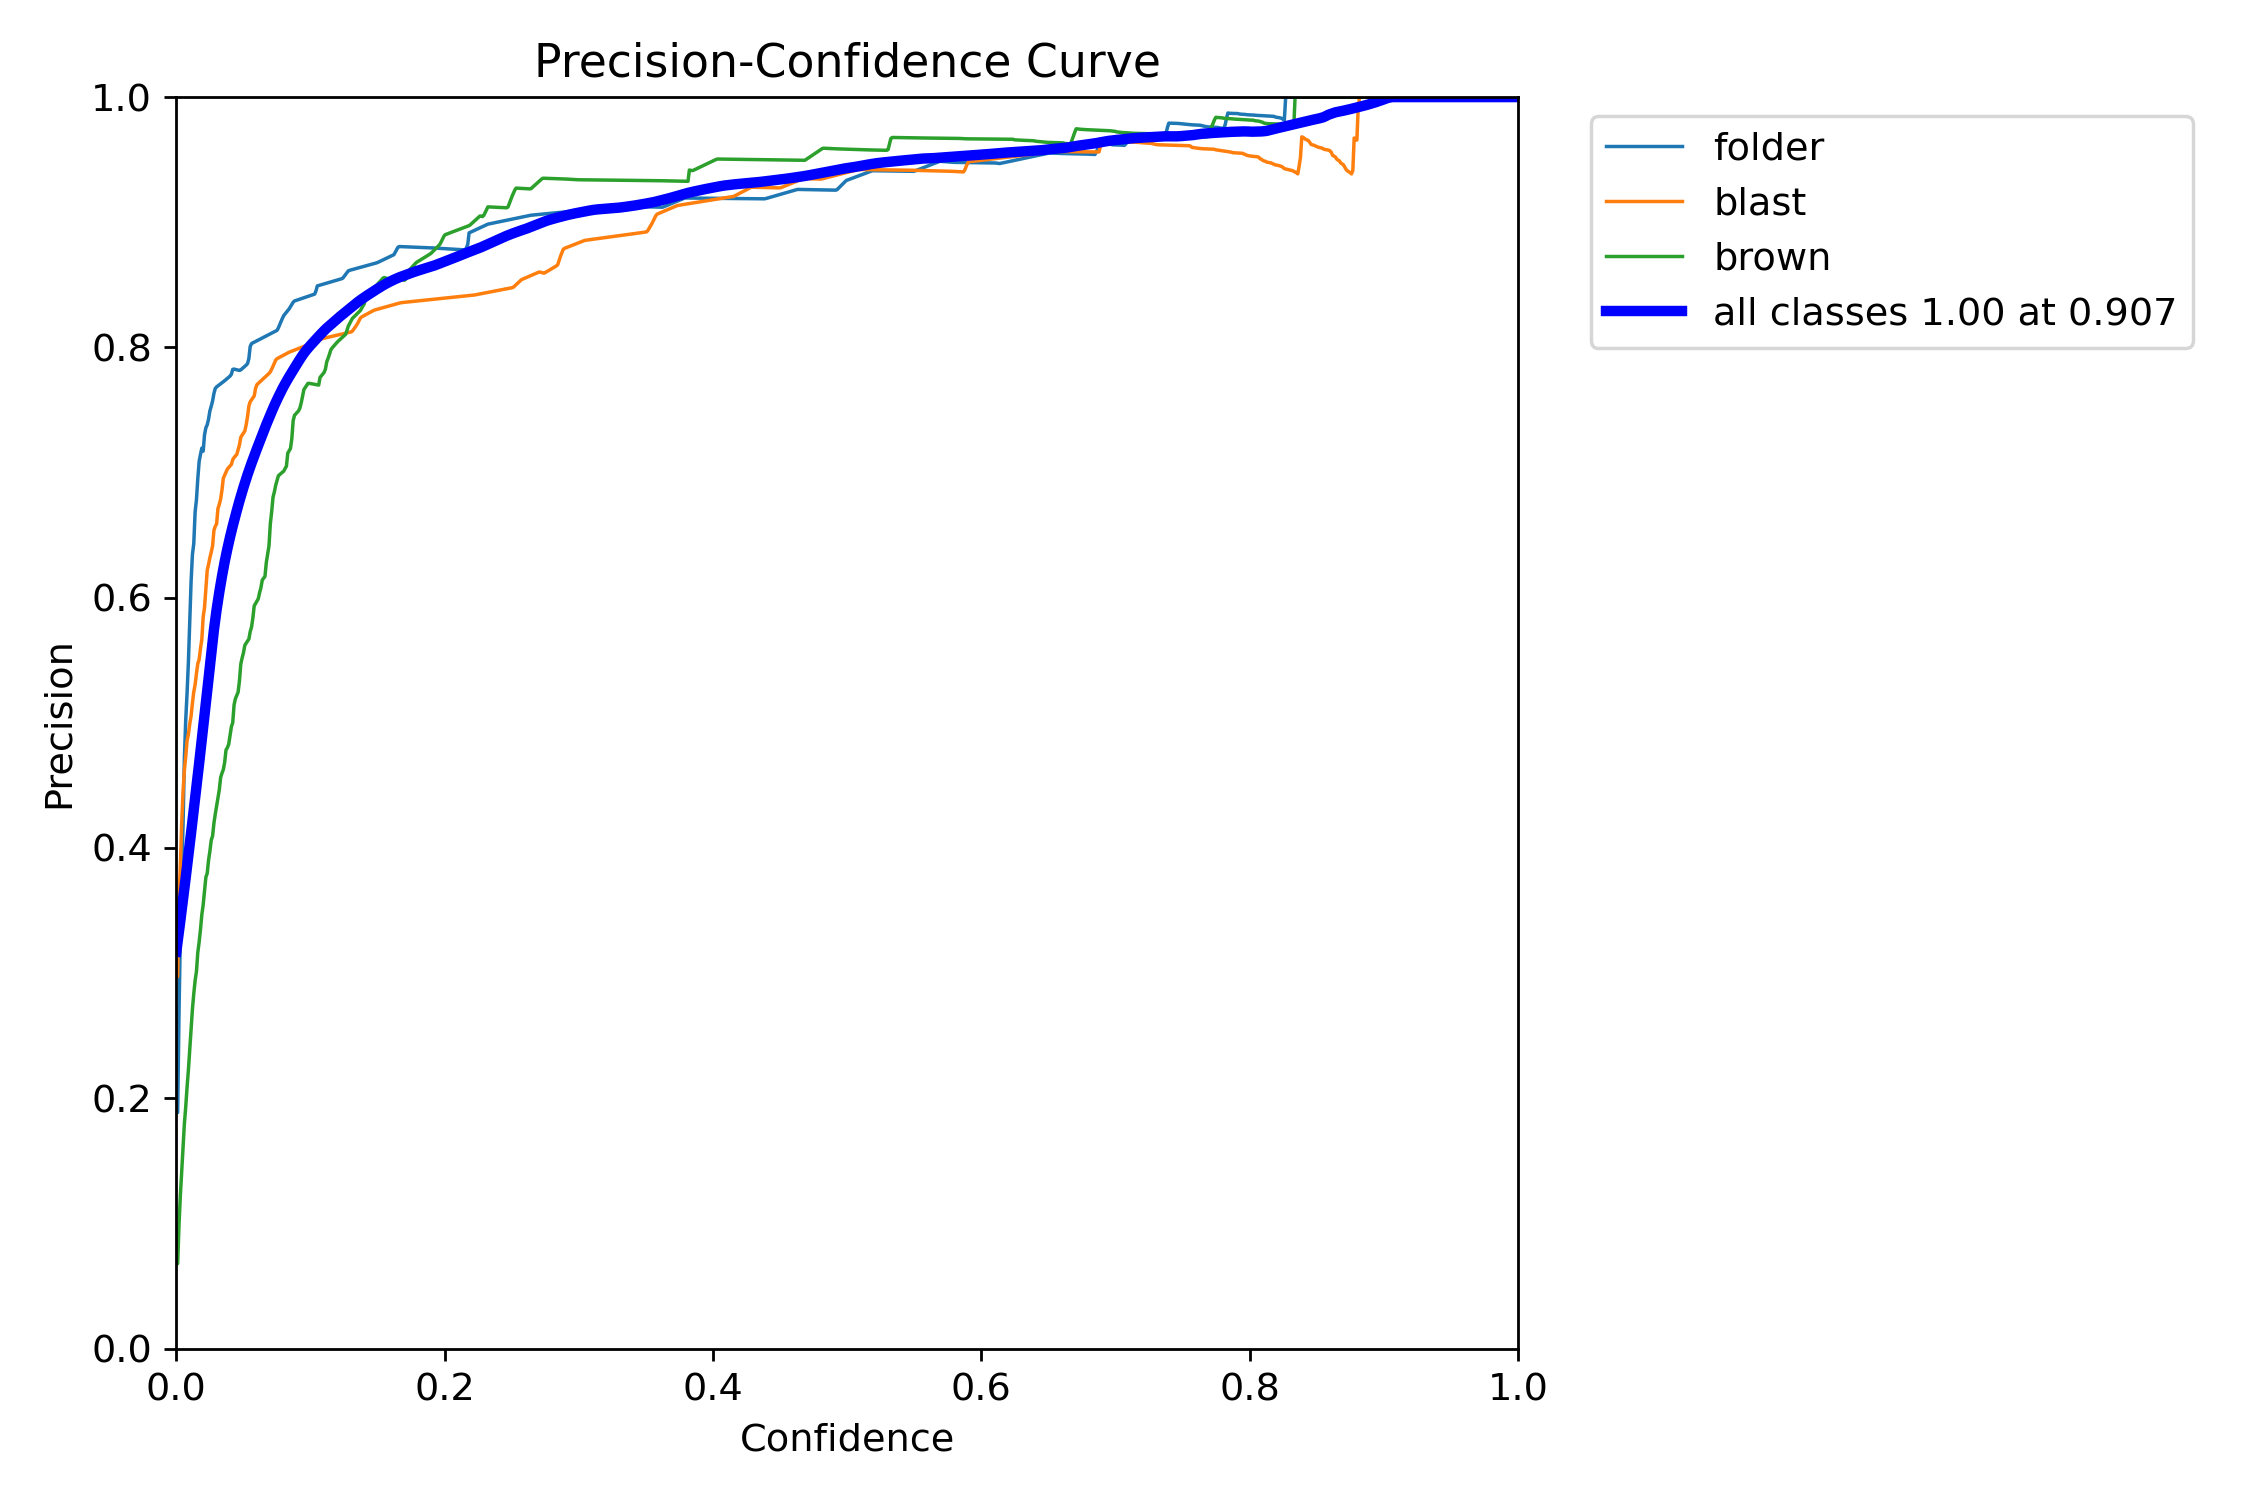 Precision-Confidence Curve
1.0
0.8
0.6
0.4
0.2
0.0
Precision
0.0 0.2 0.4 0.6 0.8 1.0
Confidence
folder
blast
brown
all classes 1.00 at 0.907